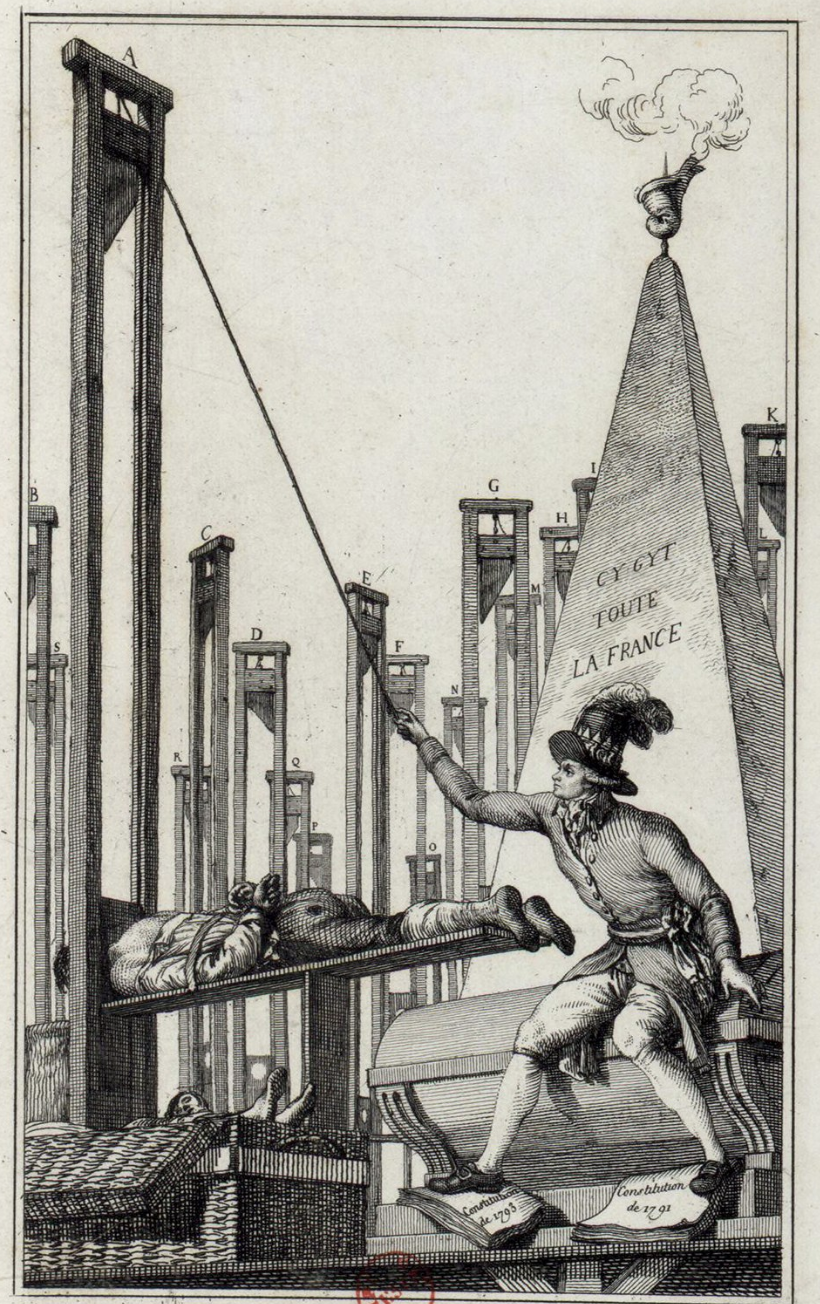 A
K
B
I
G
H
C
L
E
M
D
F
S
N
R
Q
P
O
CY GYT
TOUTE
LA FRANCE
Constitution
de 1793
Constitution
de 1791